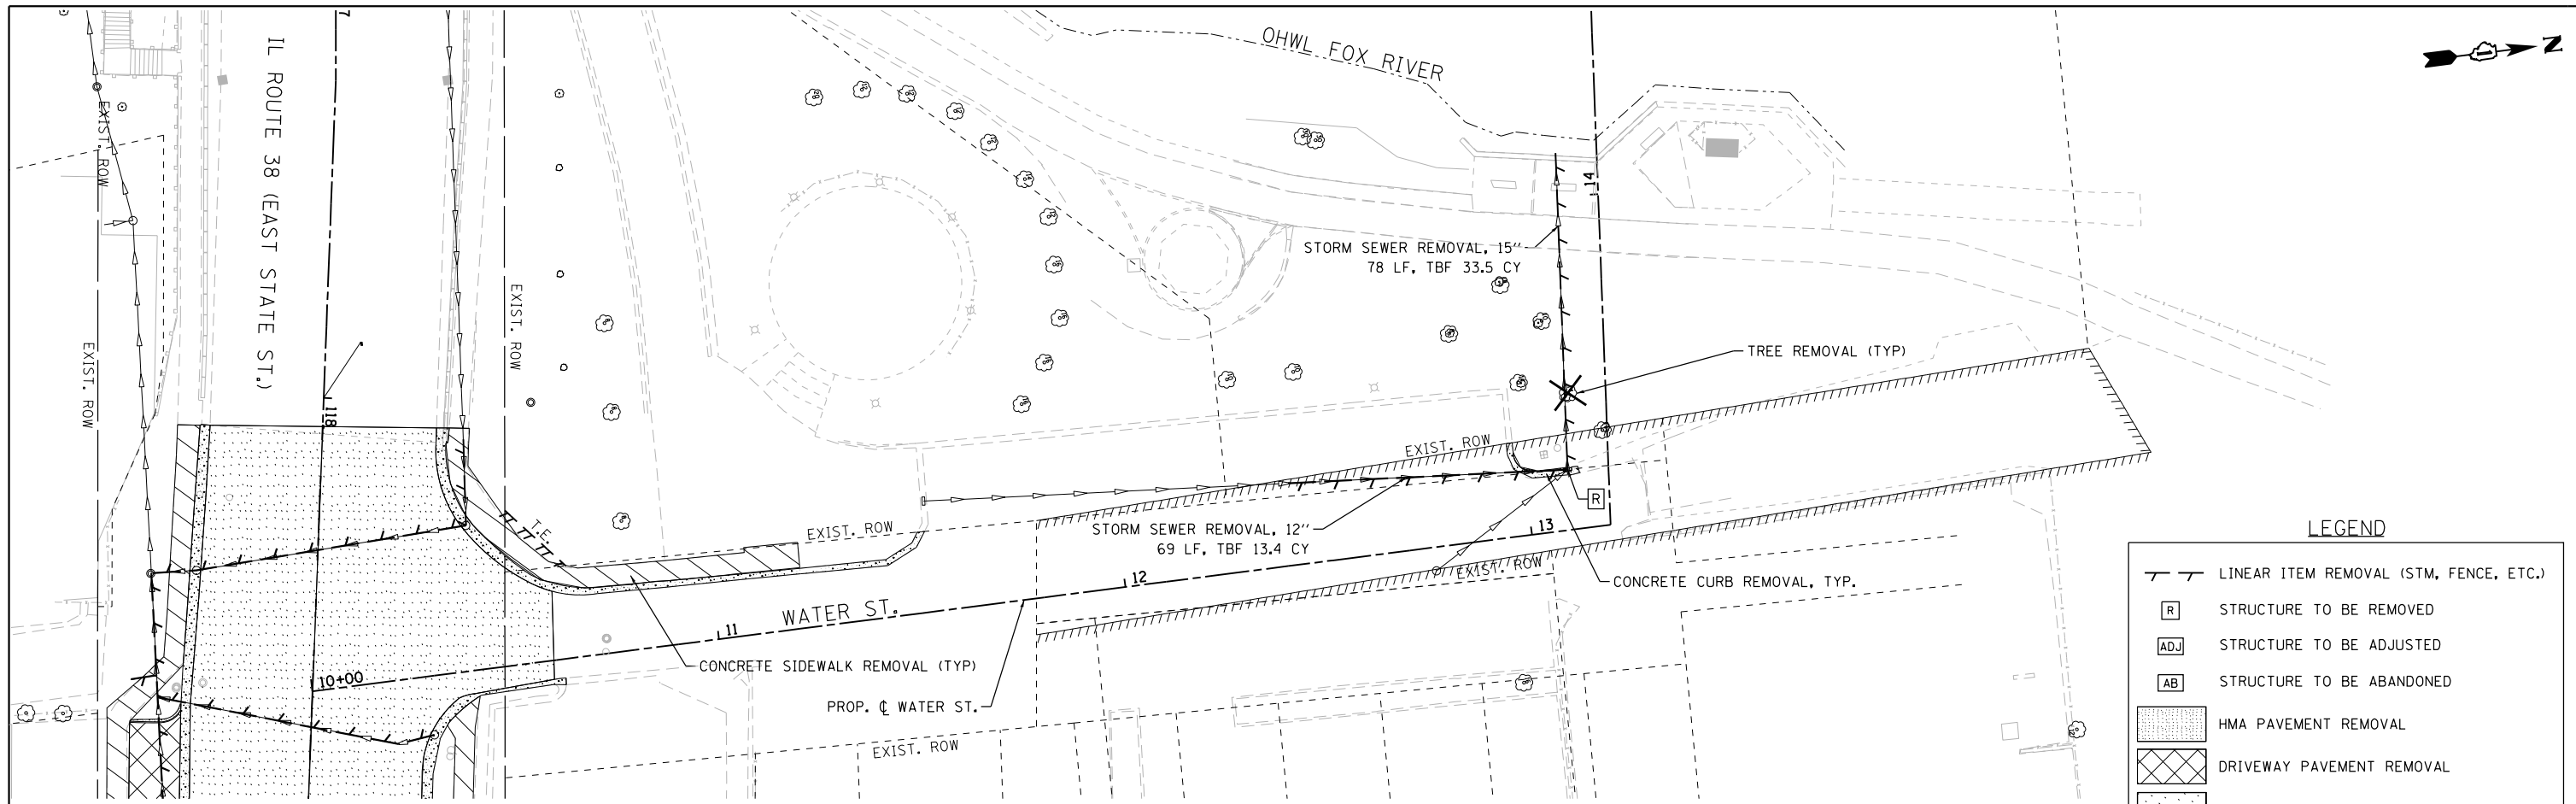 OHWL FOX RIVER
N
IL ROUTE 38 (EAST STATE ST.)
7
118
EXIST. ROW
EXIST. ROW
EXIST. ROW
14
STORM SEWER REMOVAL, 15"
78 LF, TBF 33.5 CY
TREE REMOVAL (TYP)
EXIST. ROW
R
T.E.
EXIST. ROW
STORM SEWER REMOVAL, 12"
69 LF, TBF 13.4 CY
13
EXIST. ROW
12
CONCRETE CURB REMOVAL, TYP.
WATER ST.
11
CONCRETE SIDEWALK REMOVAL (TYP)
10+00
PROP. ℄ WATER ST.
EXIST. ROW
LEGEND
LINEAR ITEM REMOVAL (STM, FENCE, ETC.)
R STRUCTURE TO BE REMOVED
ADJ STRUCTURE TO BE ADJUSTED
AB STRUCTURE TO BE ABANDONED
HMA PAVEMENT REMOVAL
DRIVEWAY PAVEMENT REMOVAL